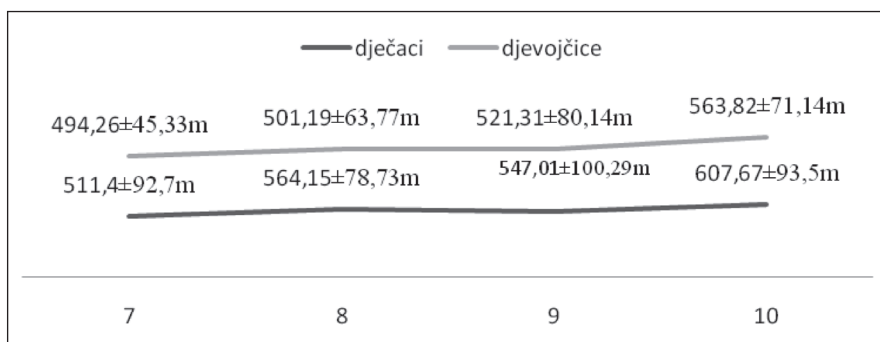 dječaci djevojčice
494,26±45,33m 501,19±63,77m 521,31±80,14m 563,82±71,14m
511,4±92,7m 564,15±78,73m 547,01±100,29m 607,67±93,5m
7 8 9 10